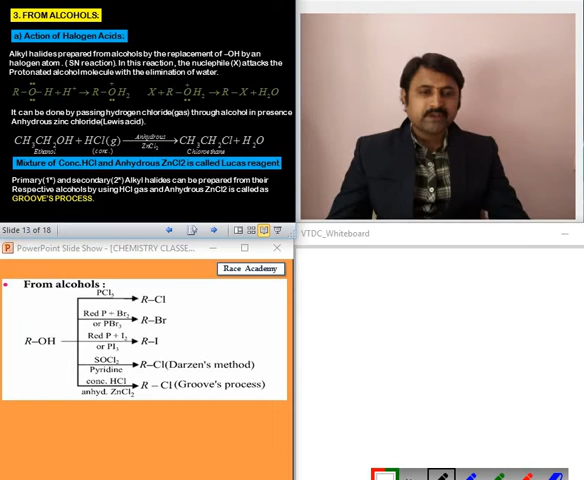 3. FROM ALCOHOLS:
a) Action of Halogen Acids:
Alkyl halides prepared from alcohols by the replacement of –OH by an
halogen atom. ( SN reaction). In this reaction, the nucleophile (X) attacks the
Protonated alcohol molecule with the elimination of water.
R–O–H + H⁺ → R–O⁺H₂   X + R–O⁺H₂ → R–X + H₂O
It can be done by passing hydrogen chloride(gas) through alcohol in presence
Anhydrous zinc chloride(Lewis acid).
CH₃CH₂OH + HCl(g) Anhydrous ZnCl₂ → CH₃CH₂Cl + H₂O
Ethanol (conc.) Chloroethane
Mixture of Conc.HCl and Anhydrous ZnCl2 is called Lucas reagent
Primary(1°) and secondary(2°) Alkyl halides can be prepared from their
Respective alcohols by using HCl gas and Anhydrous ZnCl2 is called as
GROOVE'S PROCESS.
Slide 13 of 18
VTDC_Whiteboard
PowerPoint Slide Show - [CHEMISTRY CLASSE...
Race Academy
From alcohols :
PCl₅ R–Cl
Red P + Br₂ or PBr₃ R–Br
R–OH Red P + I₂ or PI₃ R–I
SOCl₂ Pyridine R–Cl (Darzen's method)
conc. HCl anhyd. ZnCl₂ R – Cl (Groove's process)